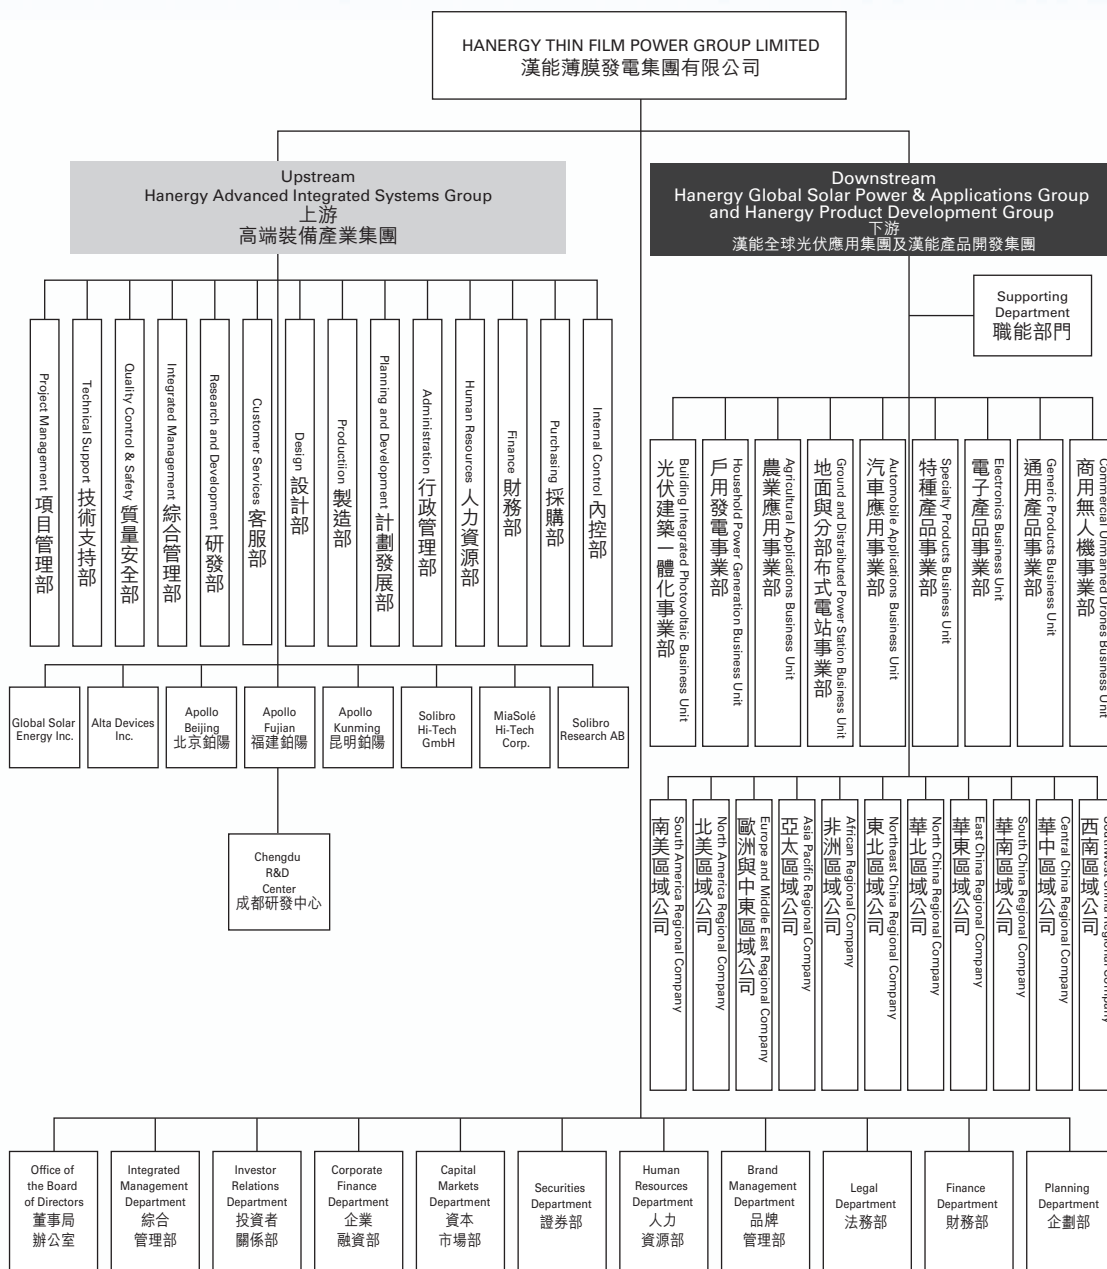 HANERGY THIN FILM POWER GROUP LIMITED
漢能薄膜發電集團有限公司
Upstream
Hanergy Advanced Integrated Systems Group
上游
高端裝備產業集團
Downstream
Hanergy Global Solar Power & Applications Group
and Hanergy Product Development Group
下游
漢能全球光伏應用集團及漢能產品開發集團
Supporting
Department
職能部門
Project Management 項目管理部
Technical Support 技術支持部
Quality Control & Safety 質量安全部
Integrated Management 綜合管理部
Research and Development 研發部
Customer Services 客服部
Design 設計部
Production 製造部
Planning and Development 計劃發展部
Administration 行政管理部
Human Resources 人力資源部
Finance 財務部
Purchasing 採購部
Internal Control 內控部
Building Integrated Photovoltaic Business Unit
光伏建築一體化事業部
Household Power Generation Business Unit
戶用發電事業部
Agricultural Applications Business Unit
農業應用事業部
Ground and Distraibuted Power Station Business Unit
地面與分部布式電站事業部
Automobile Applications Business Unit
汽車應用事業部
Specialty Products Business Unit
特種產品事業部
Electronics Business Unit
電子產品事業部
Generic Products Business Unit
通用產品事業部
Commercial Unmanned Drones Business Unit
商用無人機事業部
Global Solar
Energy Inc.
Alta Devices
Inc.
Apollo
Beijing
北京鉑陽
Apollo
Fujian
福建鉑陽
Apollo
Kunming
昆明鉑陽
Solibro
Hi-Tech
GmbH
MiaSolé
Hi-Tech
Corp.
Solibro
Research AB
Chengdu
R&D
Center
成都研發中心
South America Regional Company
南美區域公司
North America Regional Company
北美區域公司
Europe and Middle East Regional Company
歐洲與中東區域公司
Asia Pacific Regional Company
亞太區域公司
African Regional Company
非洲區域公司
Northeast China Regional Company
東北區域公司
North China Regional Company
華北區域公司
East China Regional Company
華東區域公司
South China Regional Company
華南區域公司
Central China Regional Company
華中區域公司
Southwest China Regional Company
西南區域公司
Office of
the Board
of Directors
董事局
辦公室
Integrated
Management
Department
綜合
管理部
Investor
Relations
Department
投資者
關係部
Corporate
Finance
Department
企業
融資部
Capital
Markets
Department
資本
市場部
Securities
Department
證券部
Human
Resources
Department
人力
資源部
Brand
Management
Department
品牌
管理部
Legal
Department
法務部
Finance
Department
財務部
Planning
Department
企劃部